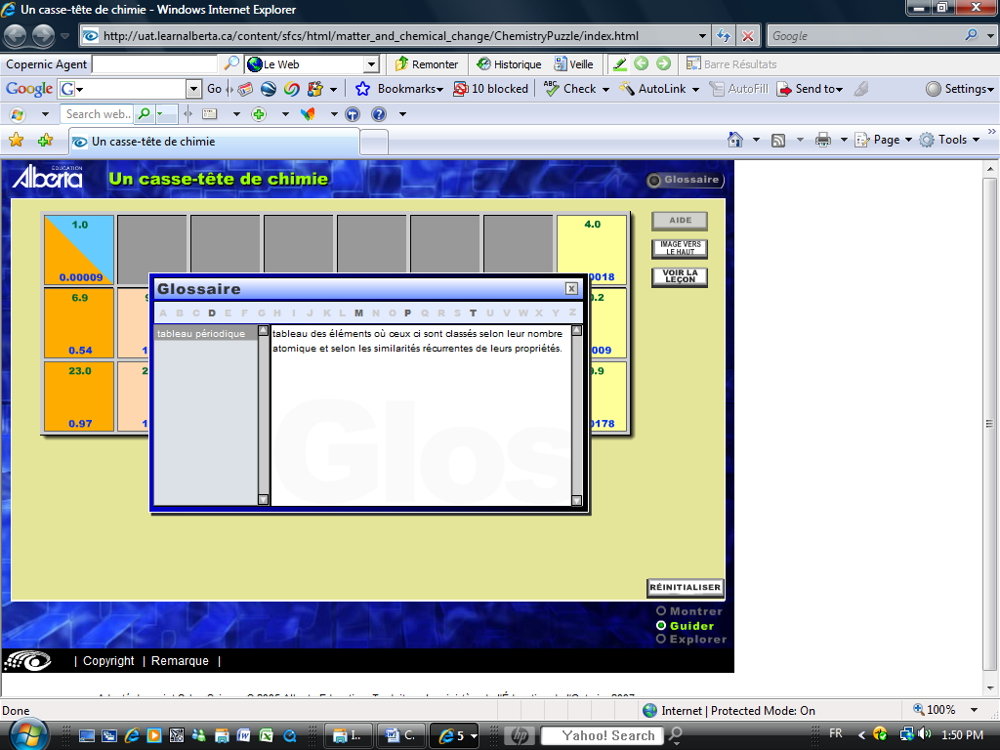 Un casse-tête de chimie - Windows Internet Explorer
http://uat.learnalberta.ca/content/sfcs/html/matter_and_chemical_change/ChemistryPuzzle/index.html
Google
Copernic Agent
Le Web
Remonter
Historique
Veille
Barre Résultats
Google G Go Bookmarks 10 blocked Check AutoLink AutoFill Send to Settings
Search web...
Un casse-tête de chimie
Page Tools
EDUCATION
Alberta
Un casse-tête de chimie
Glossaire
1.0
4.0
0.00009
0018
AIDE
IMAGE VERS
LE HAUT
VOIR LA
LEÇON
6.9
9
0.2
0.54
1
009
23.0
2
9.9
0.97
1
0178
Glossaire
x
A B C D E F G H I J K L M N O P Q R S T U V W X Y Z
tableau périodique
tableau des éléments où ceux ci sont classés selon leur nombre
atomique et selon les similarités récurrentes de leurs propriétés.
Glos
RÉINITIALISER
Montrer
Guider
Explorer
| Copyright | Remarque |
Done
Internet | Protected Mode: On
100%
I..
C.
5
hp
Yahoo! Search
FR
1:50 PM